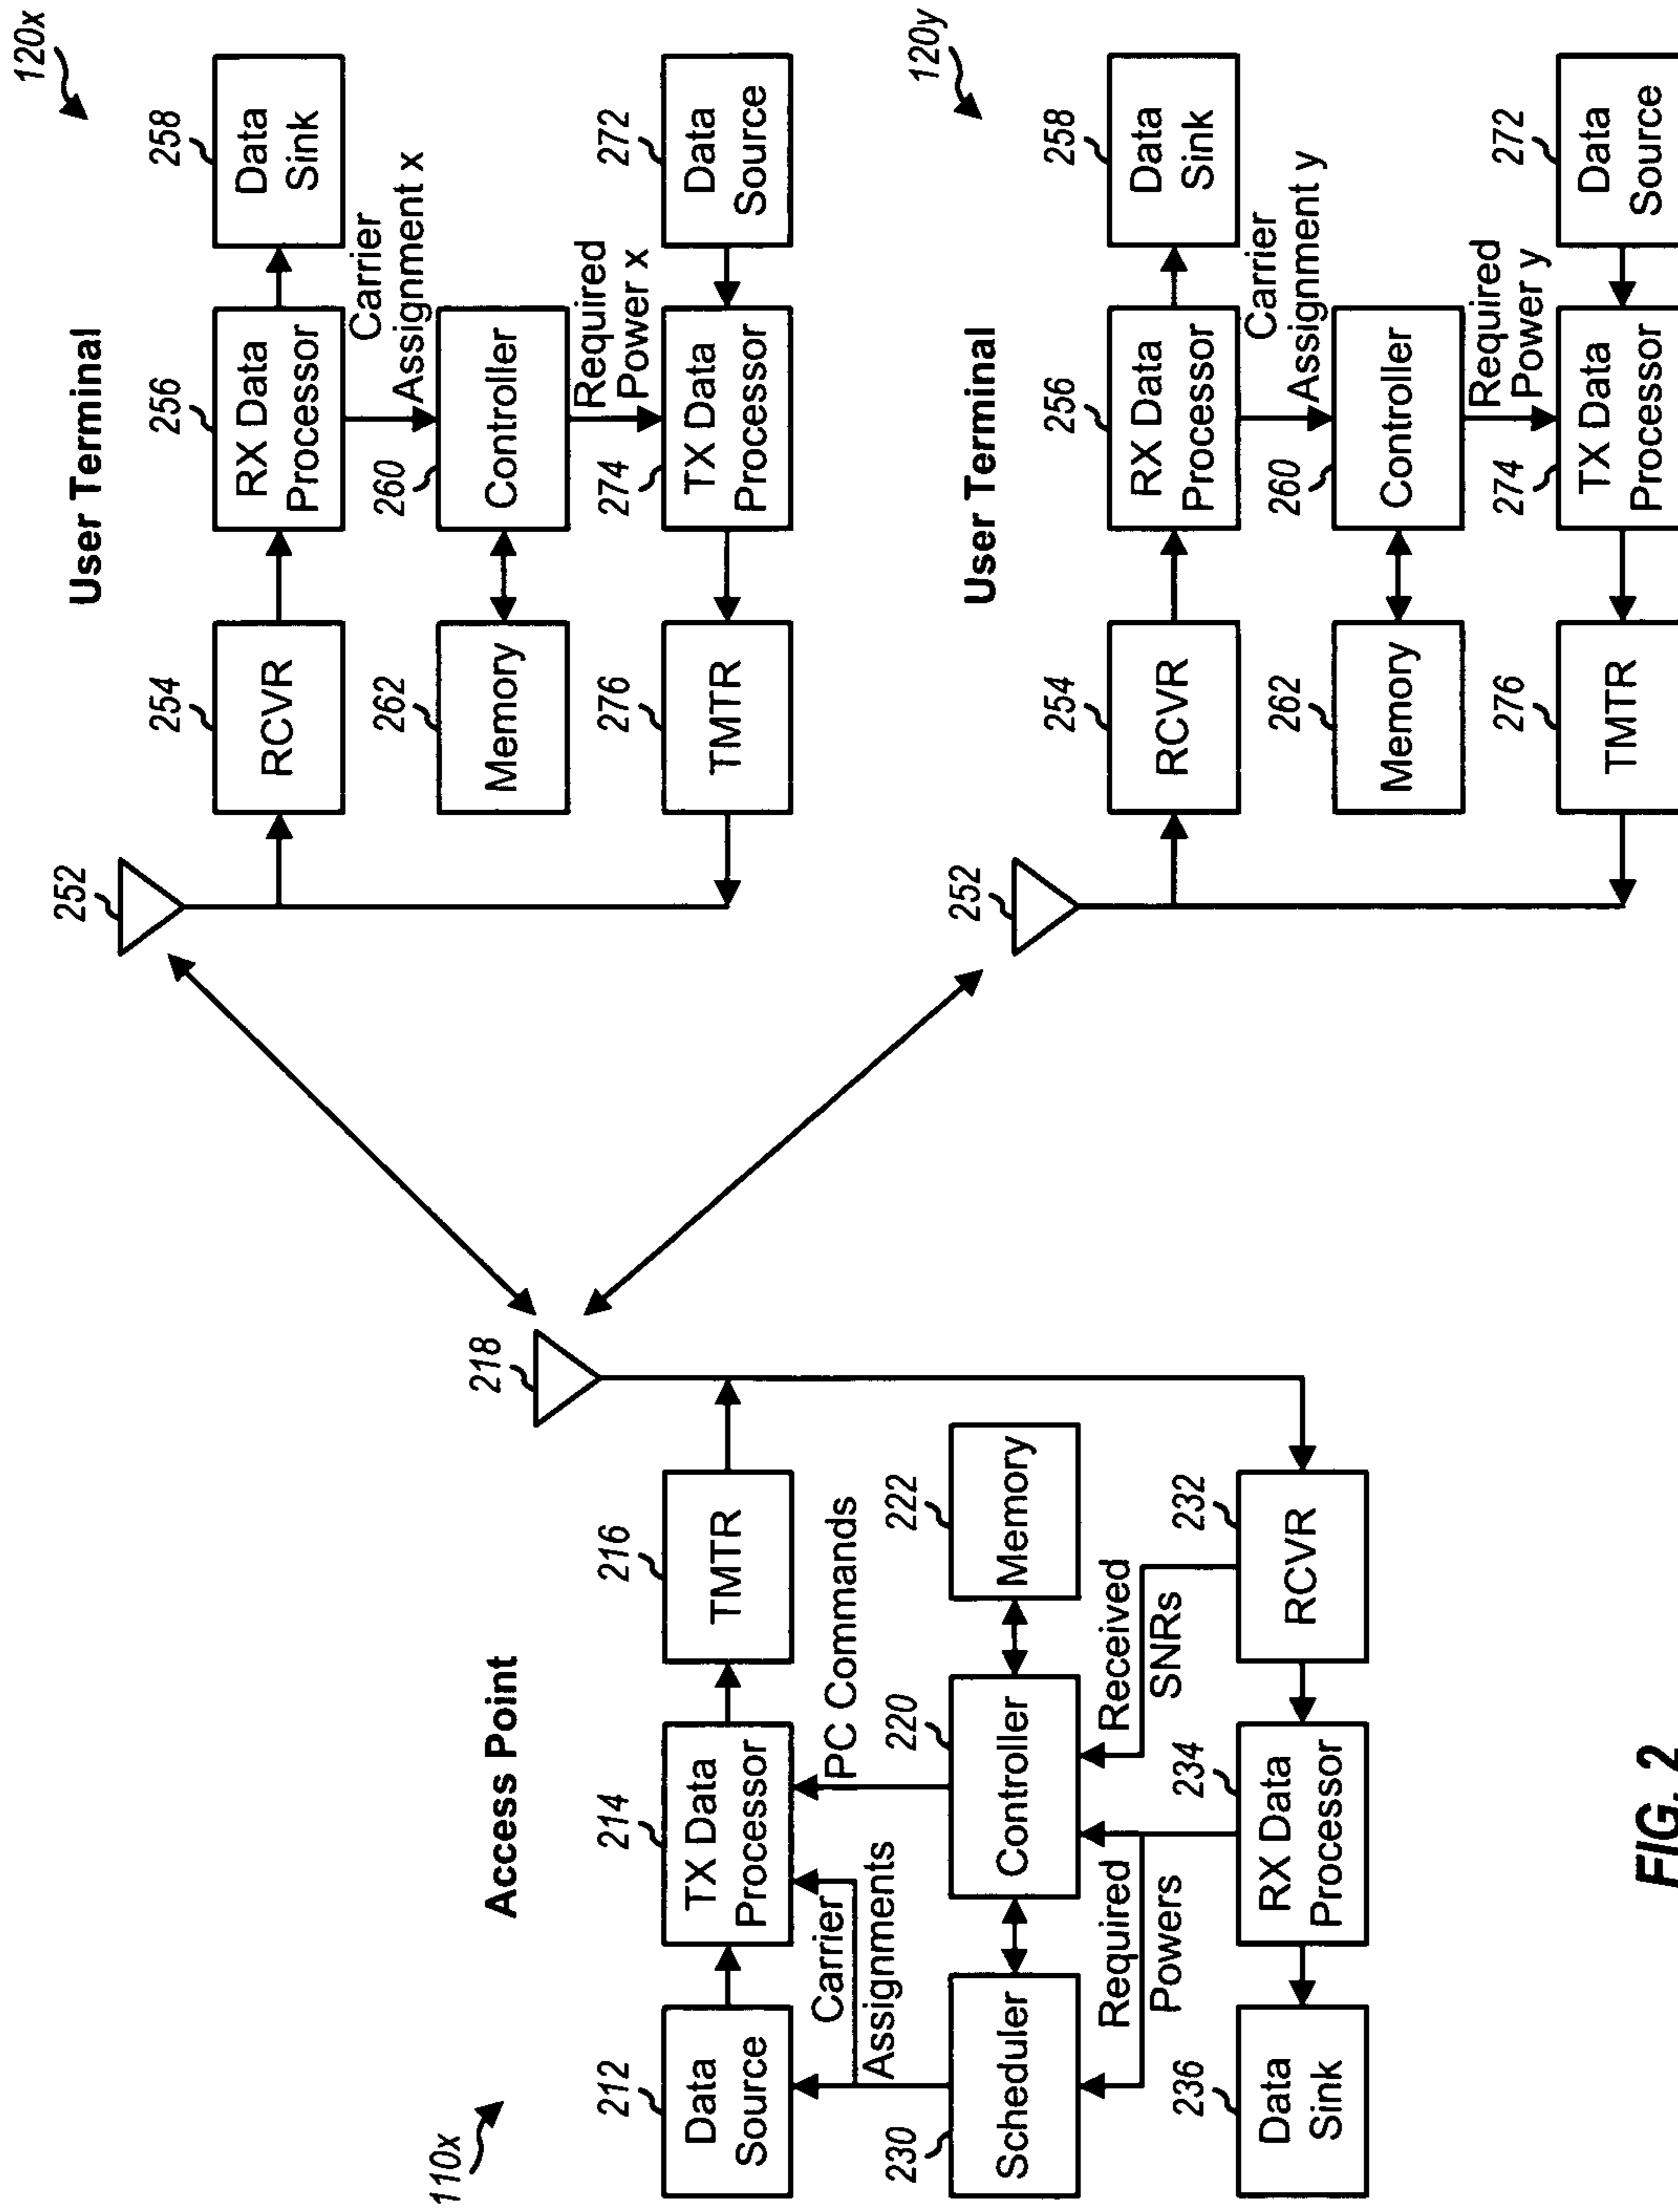 110x
Access Point
212
Data
Source
214
TX Data
Processor
216
TMTR
218
Carrier
Assignments
PC Commands
230
Scheduler
220
Controller
222
Memory
Required
Powers
Received
SNRs
236
Data
Sink
234
RX Data
Processor
232
RCVR
120x
User Terminal
252
254
RCVR
256
RX Data
Processor
258
Data
Sink
Carrier
Assignment x
262
Memory
260
Controller
Required
Power x
276
TMTR
274
TX Data
Processor
272
Data
Source
120y
User Terminal
252
254
RCVR
256
RX Data
Processor
258
Data
Sink
Carrier
Assignment y
262
Memory
260
Controller
Required
Power y
276
TMTR
274
TX Data
Processor
272
Data
Source
FIG. 2